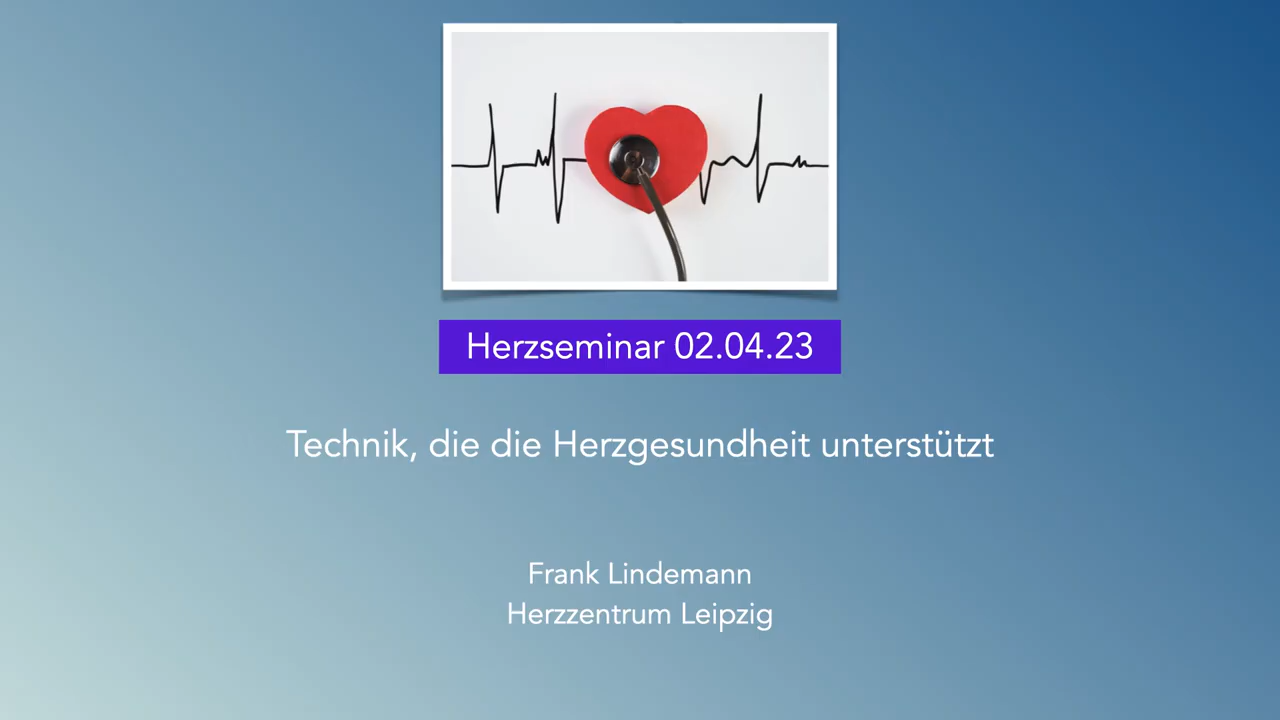 Herzseminar 02.04.23
Technik, die die Herzgesundheit unterstützt
Frank Lindemann
Herzzentrum Leipzig